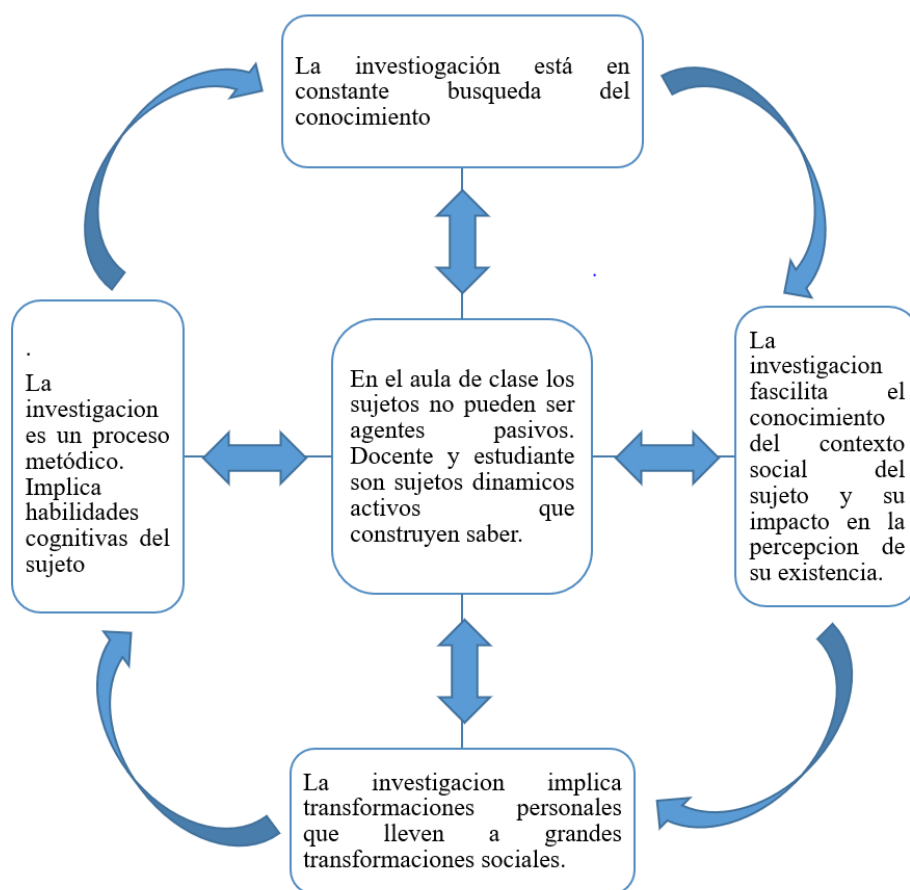 La investiogación está en
constante busqueda del
conocimiento
.
La
investigacion
es un proceso
metódico.
Implica
habilidades
cognitivas del
sujeto
En el aula de clase los
sujetos no pueden ser
agentes pasivos.
Docente y estudiante
son sujetos dinamicos
activos que
construyen saber.
La
investigacion
fascilita el
conocimiento
del contexto
social del
sujeto y su
impacto en la
percepcion de
su existencia.
La investigacion implica
transformaciones personales
que lleven a grandes
transformaciones sociales.